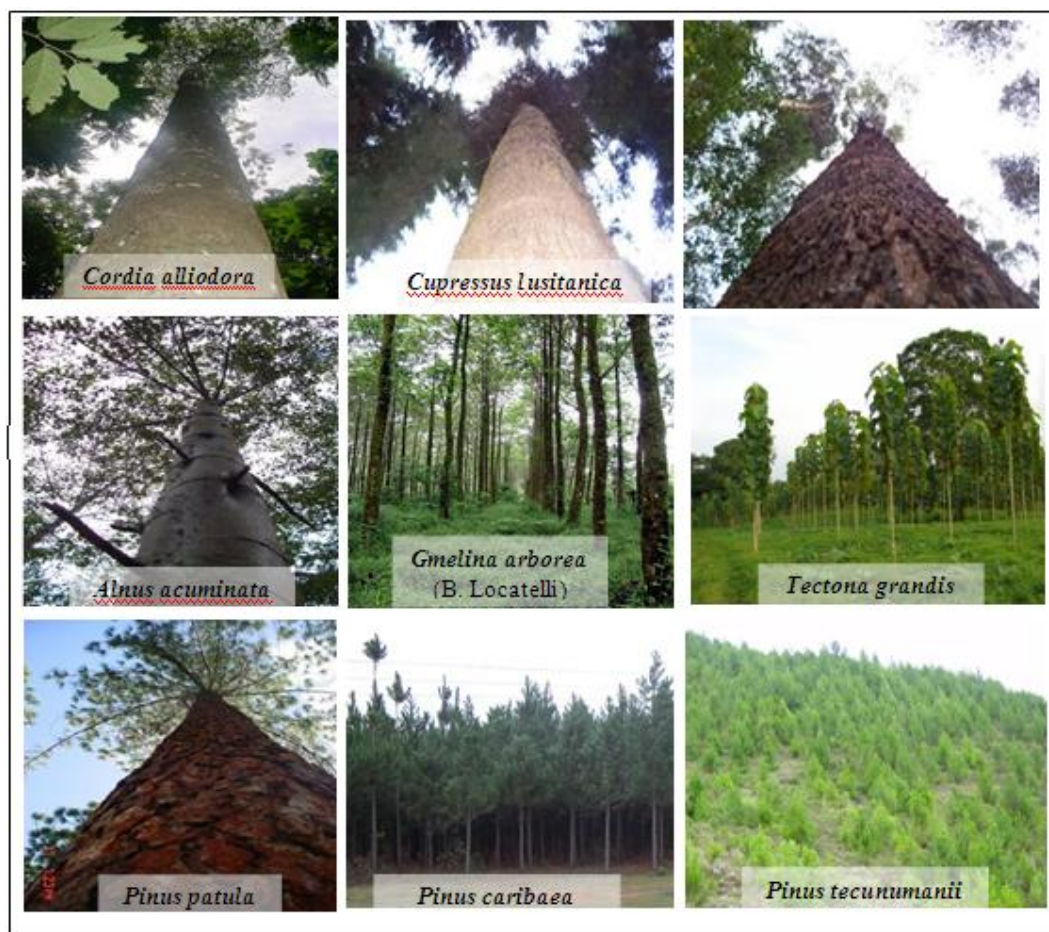 Cordia alliodora
Cupressus lusitanica
Alnus acuminata
Gmelina arborea
(B. Locatelli)
Tectona grandis
Pinus patula
Pinus caribaea
Pinus tecunumanii